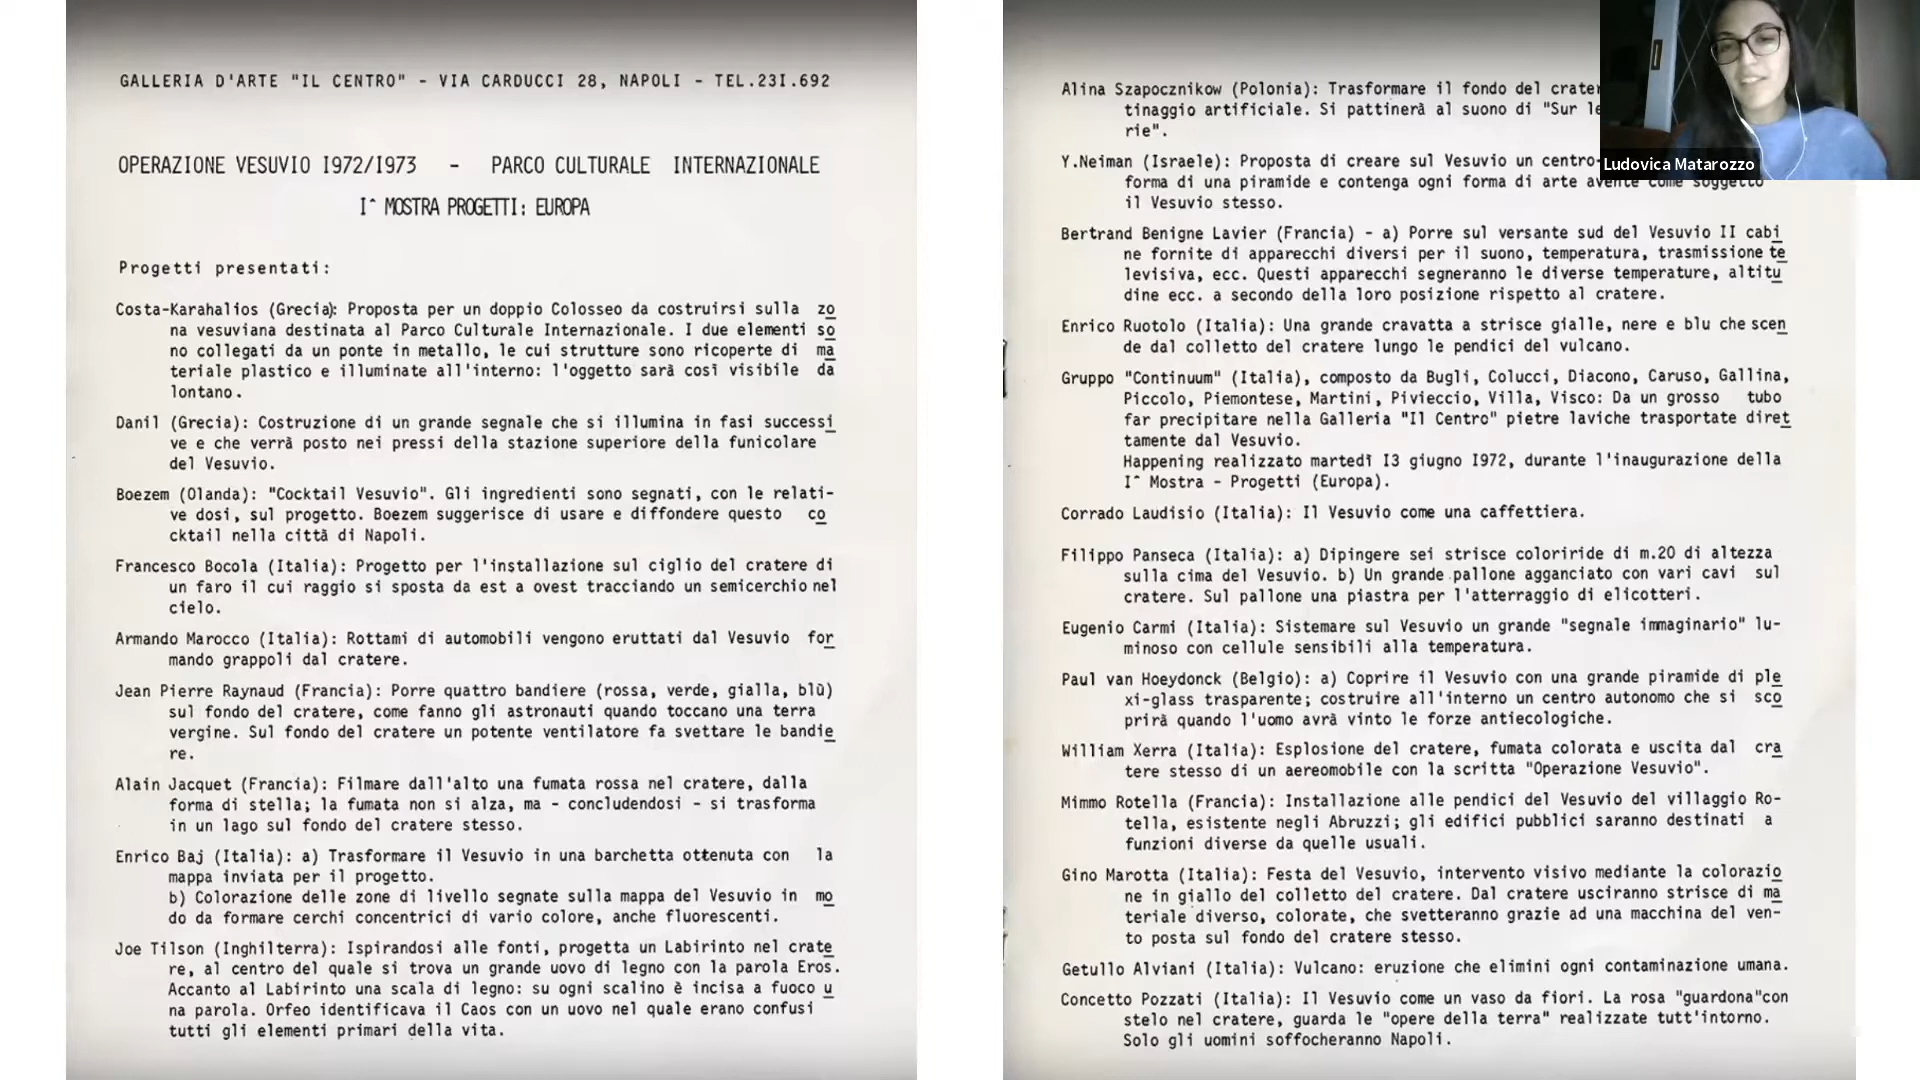 GALLERIA D'ARTE "IL CENTRO" - VIA CARDUCCI 28, NAPOLI - TEL.23I.692
OPERAZIONE VESUVIO I972/I973 - PARCO CULTURALE INTERNAZIONALE
I^ MOSTRA PROGETTI: EUROPA
Progetti presentati:
Costa-Karahalios (Grecia): Proposta per un doppio Colosseo da costruirsi sulla zo
na vesuviana destinata al Parco Culturale Internazionale. I due elementi so
no collegati da un ponte in metallo, le cui strutture sono ricoperte di ma
teriale plastico e illuminate all'interno: l'oggetto sarà così visibile da
lontano.
Danil (Grecia): Costruzione di un grande segnale che si illumina in fasi successi
ve e che verrà posto nei pressi della stazione superiore della funicolare
del Vesuvio.
Boezem (Olanda): "Cocktail Vesuvio". Gli ingredienti sono segnati, con le relati-
ve dosi, sul progetto. Boezem suggerisce di usare e diffondere questo co
cktail nella città di Napoli.
Francesco Bocola (Italia): Progetto per l'installazione sul ciglio del cratere di
un faro il cui raggio si sposta da est a ovest tracciando un semicerchio nel
cielo.
Armando Marocco (Italia): Rottami di automobili vengono eruttati dal Vesuvio for
mando grappoli dal cratere.
Jean Pierre Raynaud (Francia): Porre quattro bandiere (rossa, verde, gialla, blù)
sul fondo del cratere, come fanno gli astronauti quando toccano una terra
vergine. Sul fondo del cratere un potente ventilatore fa svettare le bandie
re.
Alain Jacquet (Francia): Filmare dall'alto una fumata rossa nel cratere, dalla
forma di stella; la fumata non si alza, ma - concludendosi - si trasforma
in un lago sul fondo del cratere stesso.
Enrico Baj (Italia): a) Trasformare il Vesuvio in una barchetta ottenuta con la
mappa inviata per il progetto.
b) Colorazione delle zone di livello segnate sulla mappa del Vesuvio in mo
do da formare cerchi concentrici di vario colore, anche fluorescenti.
Joe Tilson (Inghilterra): Ispirandosi alle fonti, progetta un Labirinto nel crate
re, al centro del quale si trova un grande uovo di legno con la parola Eros.
Accanto al Labirinto una scala di legno: su ogni scalino è incisa a fuoco u
na parola. Orfeo identificava il Caos con un uovo nel quale erano confusi
tutti gli elementi primari della vita.
Alina Szapocznikow (Polonia): Trasformare il fondo del crater
tinaggio artificiale. Si pattinerà al suono di "Sur le
rie".
Y.Neiman (Israele): Proposta di creare sul Vesuvio un centro-
forma di una piramide e contenga ogni forma di arte avente come soggetto
il Vesuvio stesso.
Bertrand Benigne Lavier (Francia) - a) Porre sul versante sud del Vesuvio II cabi
ne fornite di apparecchi diversi per il suono, temperatura, trasmissione te
levisiva, ecc. Questi apparecchi segneranno le diverse temperature, altitu
dine ecc. a secondo della loro posizione rispetto al cratere.
Enrico Ruotolo (Italia): Una grande cravatta a strisce gialle, nere e blu che scen
de dal colletto del cratere lungo le pendici del vulcano.
Gruppo "Continuum" (Italia), composto da Bugli, Colucci, Diacono, Caruso, Gallina,
Piccolo, Piemontese, Martini, Pivieccio, Villa, Visco: Da un grosso tubo
far precipitare nella Galleria "Il Centro" pietre laviche trasportate diret
tamente dal Vesuvio.
Happening realizzato martedì I3 giugno I972, durante l'inaugurazione della
I^ Mostra - Progetti (Europa).
Corrado Laudisio (Italia): Il Vesuvio come una caffettiera.
Filippo Panseca (Italia): a) Dipingere sei strisce coloriride di m.20 di altezza
sulla cima del Vesuvio. b) Un grande pallone agganciato con vari cavi sul
cratere. Sul pallone una piastra per l'atterraggio di elicotteri.
Eugenio Carmi (Italia): Sistemare sul Vesuvio un grande "segnale immaginario" lu-
minoso con cellule sensibili alla temperatura.
Paul van Hoeydonck (Belgio): a) Coprire il Vesuvio con una grande piramide di ple
xi-glass trasparente; costruire all'interno un centro autonomo che si sco
prirà quando l'uomo avrà vinto le forze antiecologiche.
William Xerra (Italia): Esplosione del cratere, fumata colorata e uscita dal cra
tere stesso di un aereomobile con la scritta "Operazione Vesuvio".
Mimmo Rotella (Francia): Installazione alle pendici del Vesuvio del villaggio Ro-
tella, esistente negli Abruzzi; gli edifici pubblici saranno destinati a
funzioni diverse da quelle usuali.
Gino Marotta (Italia): Festa del Vesuvio, intervento visivo mediante la colorazio
ne in giallo del colletto del cratere. Dal cratere usciranno strisce di ma
teriale diverso, colorate, che svetteranno grazie ad una macchina del ven-
to posta sul fondo del cratere stesso.
Getullo Alviani (Italia): Vulcano: eruzione che elimini ogni contaminazione umana.
Concetto Pozzati (Italia): Il Vesuvio come un vaso da fiori. La rosa "guardona"con
stelo nel cratere, guarda le "opere della terra" realizzate tutt'intorno.
Solo gli uomini soffocheranno Napoli.
Ludovica Matarozzo